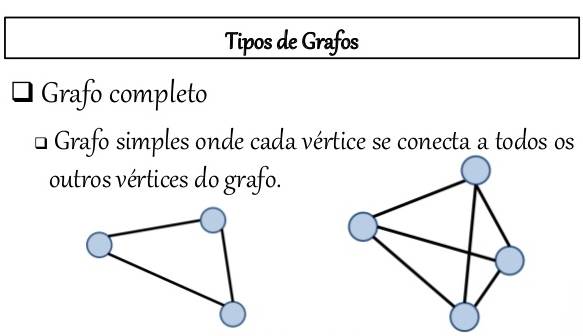 Tipos de Grafos
Grafo completo
Grafo simples onde cada vértice se conecta a todos os
outros vértices do grafo.